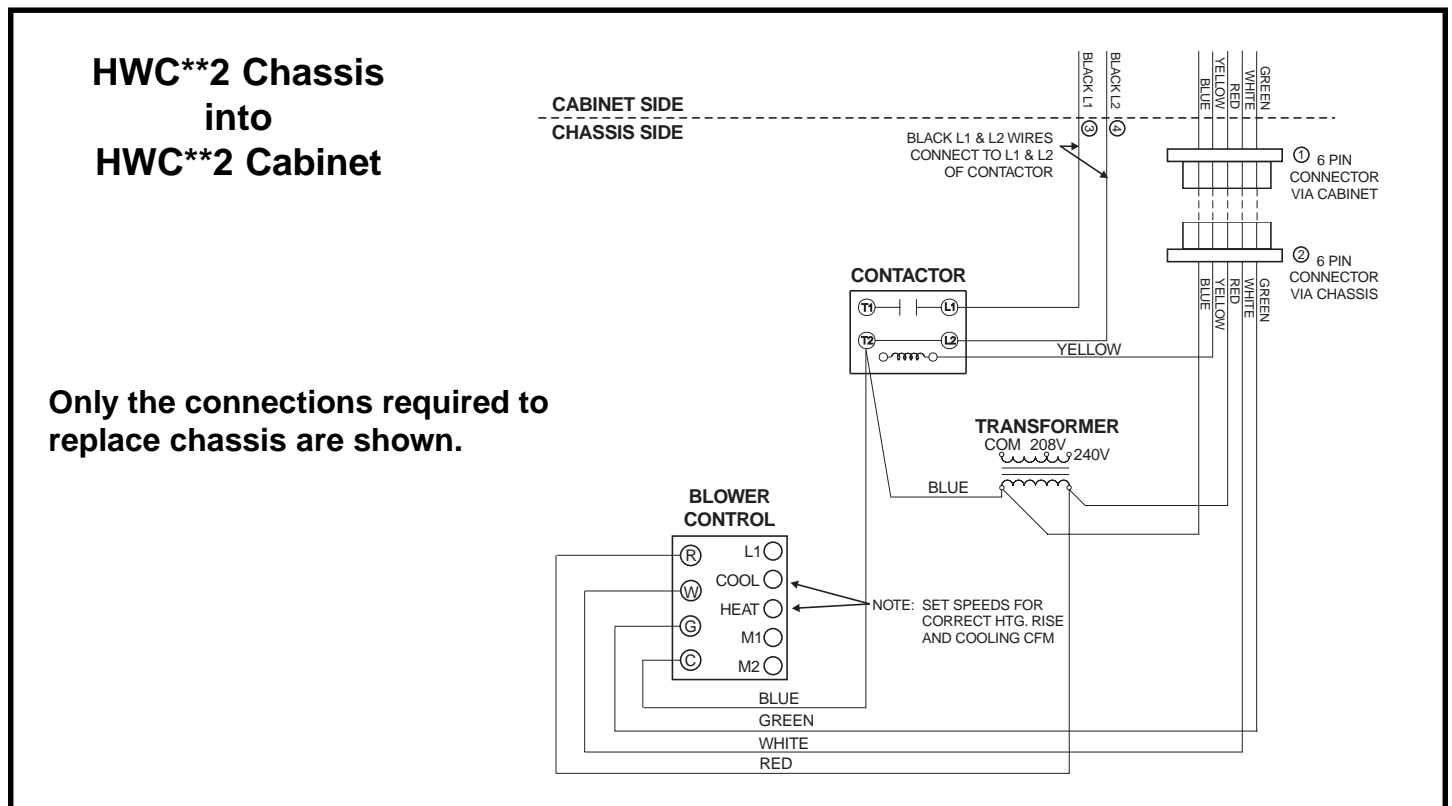 HWC**2 Chassis
into
HWC**2 Cabinet
Only the connections required to
replace chassis are shown.
CABINET SIDE
CHASSIS SIDE
BLACK L1
BLACK L2
3
4
BLACK L1 & L2 WIRES
CONNECT TO L1 & L2
OF CONTACTOR
BLUE
YELLOW
RED
WHITE
GREEN
1 6 PIN
CONNECTOR
VIA CABINET
2 6 PIN
CONNECTOR
VIA CHASSIS
BLUE
YELLOW
RED
WHITE
GREEN
CONTACTOR
T1 L1
T2 L2
YELLOW
TRANSFORMER
COM 208V
240V
BLUE
BLOWER
CONTROL
R L1
COOL
W
HEAT
G
M1
C
M2
NOTE: SET SPEEDS FOR
CORRECT HTG. RISE
AND COOLING CFM
BLUE
GREEN
WHITE
RED